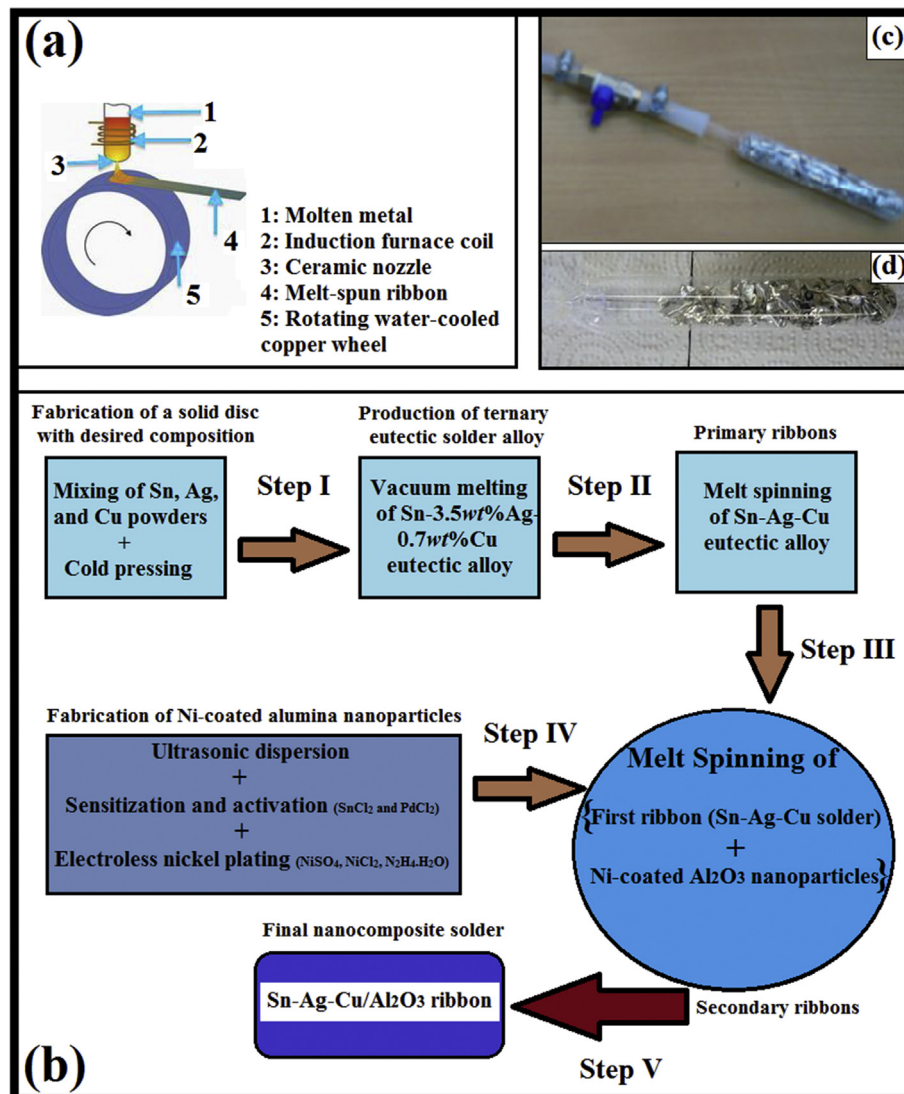 (a)
1
2
3
4
5
1: Molten metal
2: Induction furnace coil
3: Ceramic nozzle
4: Melt-spun ribbon
5: Rotating water-cooled
copper wheel
(c)
(d)
Fabrication of a solid disc
with desired composition
Mixing of Sn, Ag,
and Cu powders
+
Cold pressing
Step I
Production of ternary
eutectic solder alloy
Vacuum melting
of Sn-3.5wt%Ag-
0.7wt%Cu
eutectic alloy
Step II
Primary ribbons
Melt spinning
of Sn-Ag-Cu
eutectic alloy
Step III
Fabrication of Ni-coated alumina nanoparticles
Ultrasonic dispersion
+
Sensitization and activation (SnCl2 and PdCl2)
+
Electroless nickel plating (NiSO4, NiCl2, N2H4.H2O)
Step IV
Melt Spinning of
{First ribbon (Sn-Ag-Cu solder)
+
Ni-coated Al2O3 nanoparticles}
Secondary ribbons
Step V
Final nanocomposite solder
Sn-Ag-Cu/Al2O3 ribbon
(b)